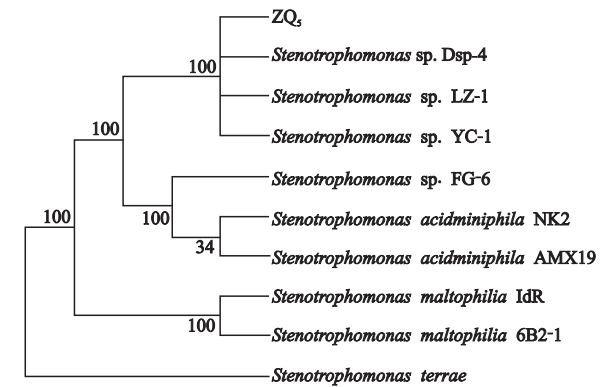 ZQ5
Stenotrophomonas sp. Dsp-4
100
Stenotrophomonas sp. LZ-1
100
Stenotrophomonas sp. YC-1
Stenotrophomonas sp. FG-6
100
100
Stenotrophomonas acidminiphila NK2
34
Stenotrophomonas acidminiphila AMX19
Stenotrophomonas maltophilia IdR
100
Stenotrophomonas maltophilia 6B2-1
Stenotrophomonas terrae